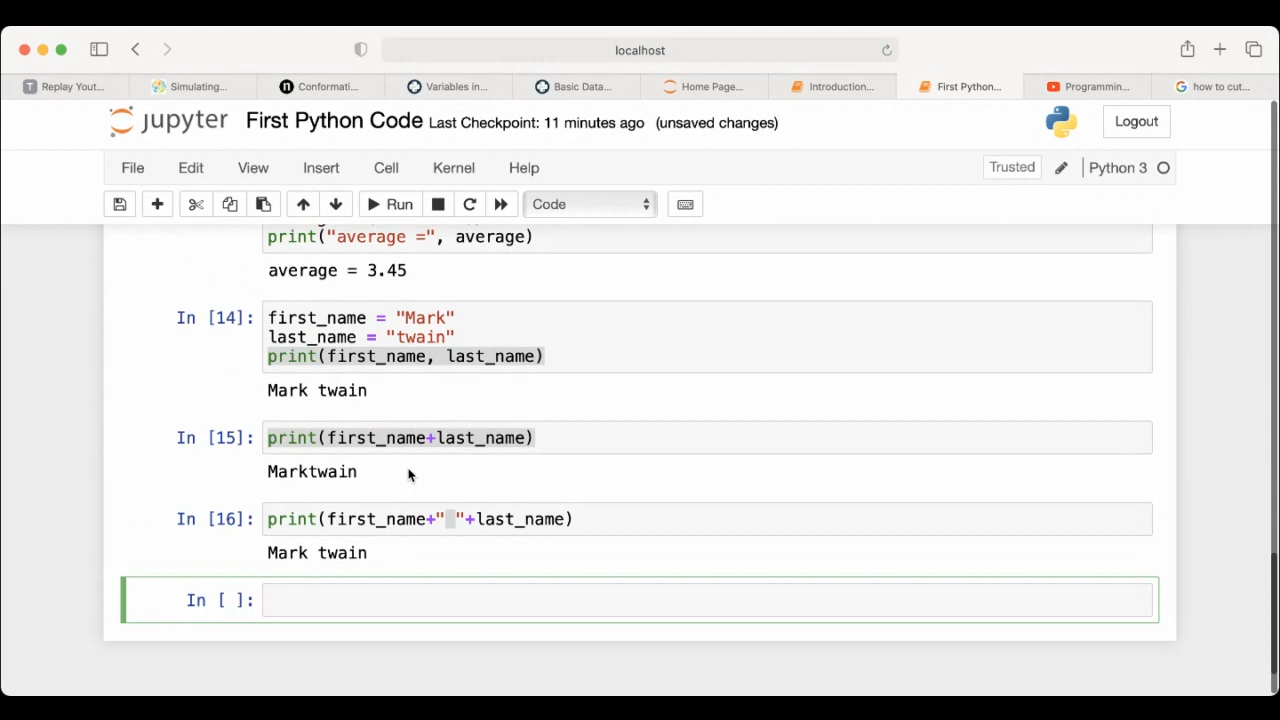 localhost
Replay Yout...
Simulating...
Conformati...
Variables in...
Basic Data...
Home Page...
Introduction...
First Python...
Programmin...
how to cut...
jupyter First Python Code Last Checkpoint: 11 minutes ago (unsaved changes)
Logout
File Edit View Insert Cell Kernel Help
Trusted Python 3
Run Code
print("average =", average)
average = 3.45
In [14]: first_name = "Mark"
last_name = "twain"
print(first_name, last_name)
Mark twain
In [15]: print(first_name+last_name)
Marktwain
In [16]: print(first_name+" "+last_name)
Mark twain
In [ ]: